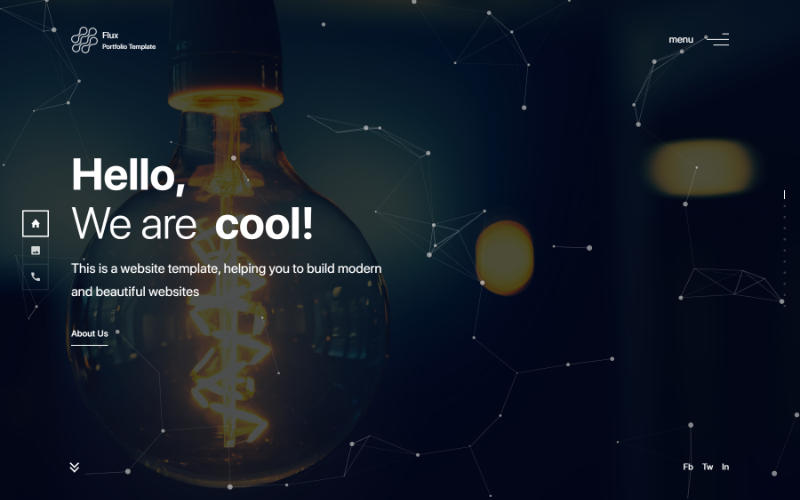 Flux
Portfolio Template
menu
Hello,
We are cool!
This is a website template, helping you to build modern
and beautiful websites
About Us
Fb Tw In